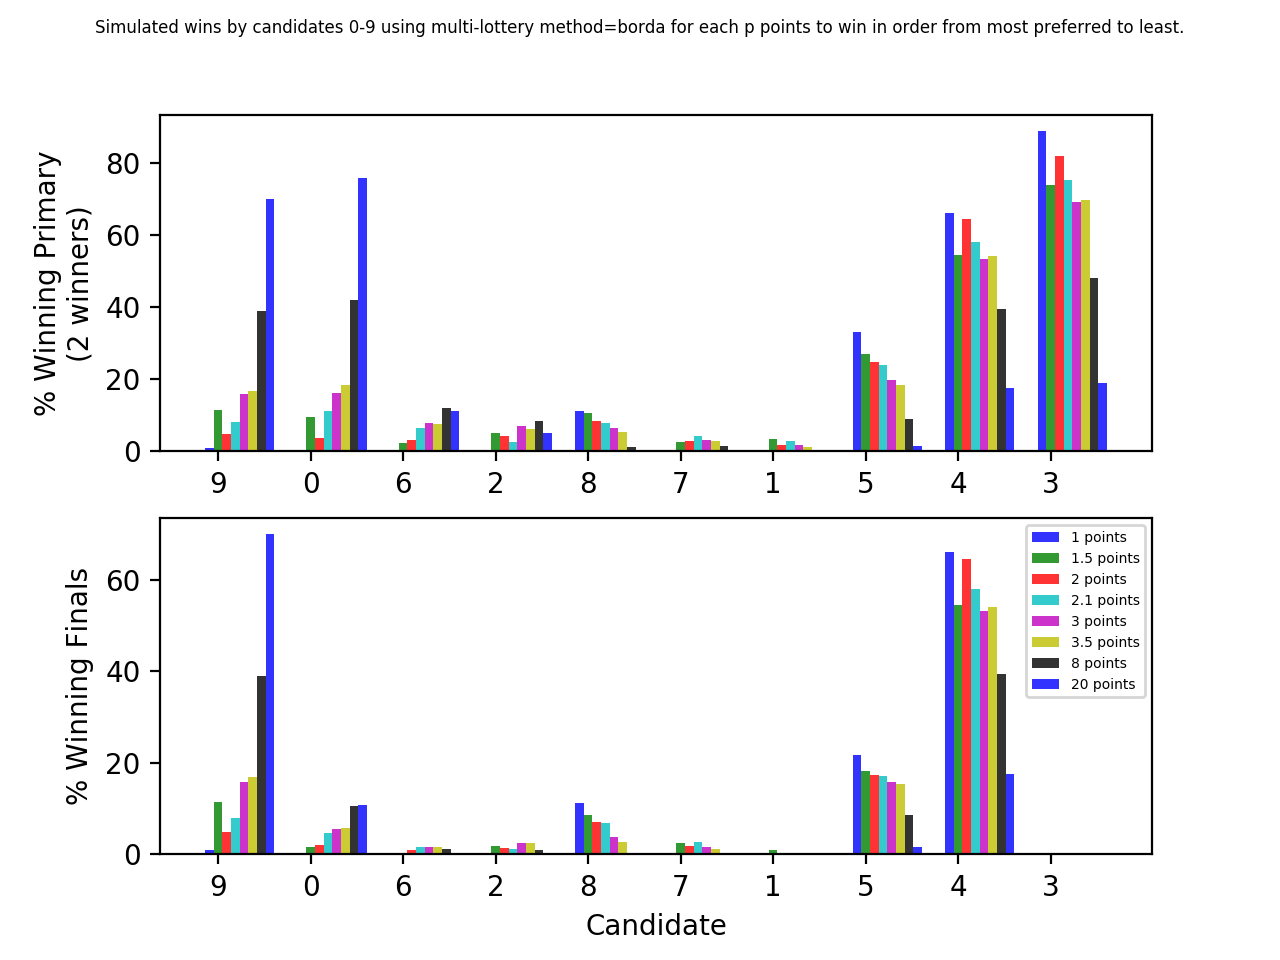 Simulated wins by candidates 0-9 using multi-lottery method=borda for each p points to win in order from most preferred to least.
% Winning Primary
(2 winners)
80
60
40
20
0
9 0 6 2 8 7 1 5 4 3
% Winning Finals
60
40
20
0
1 points
1.5 points
2 points
2.1 points
3 points
3.5 points
8 points
20 points
9 0 6 2 8 7 1 5 4 3
Candidate